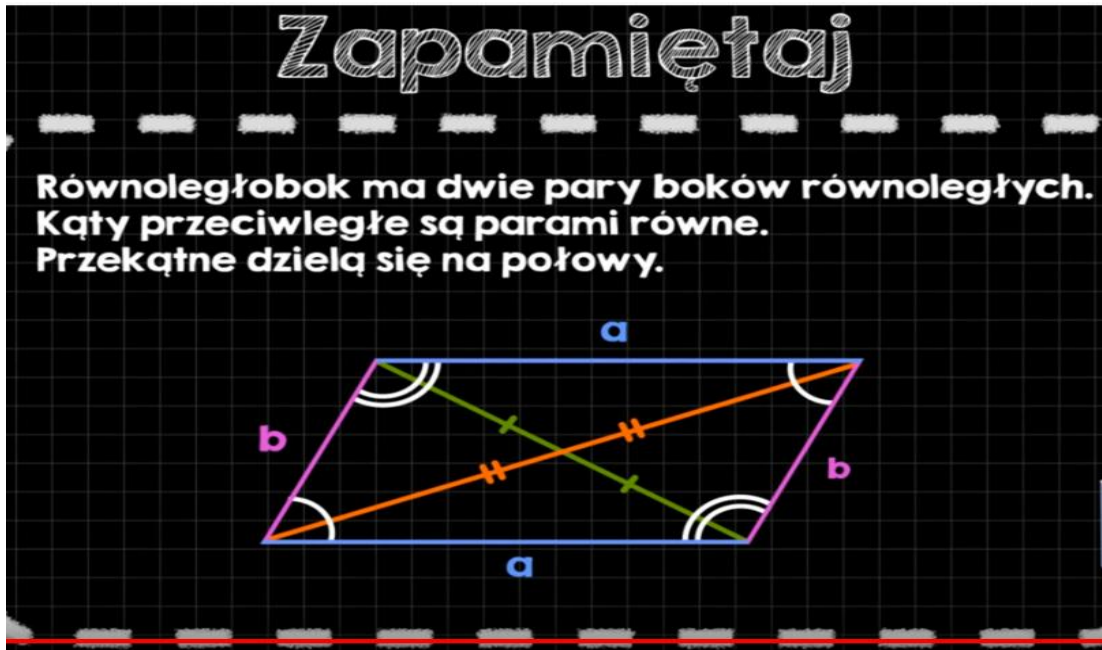 Zapamiętaj
Równoległobok ma dwie pary boków równoległych.
Kąty przeciwległe są parami równe.
Przekątne dzielą się na połowy.
a
b
b
a